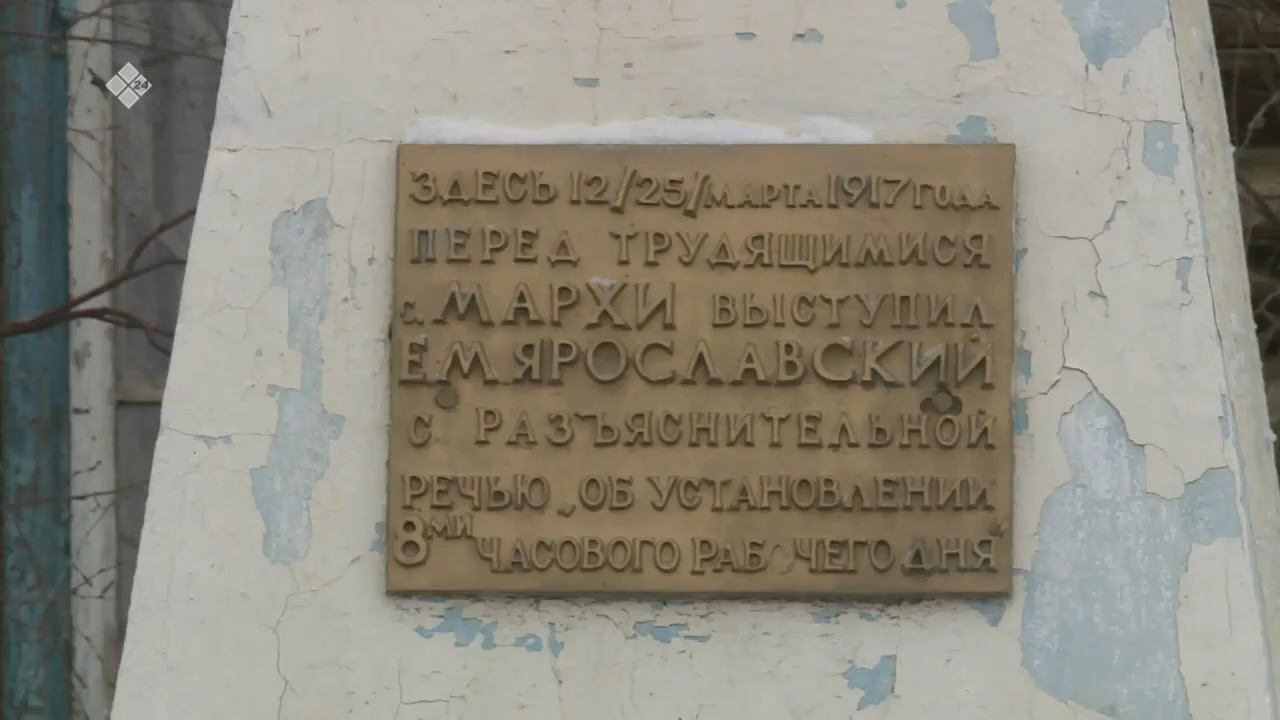 24
ЗДЕСЬ 12/25/МАРТА 1917 ГОДА
ПЕРЕД ТРУДЯЩИМИСЯ
с. МАРХИ ВЫСТУПИЛ
Е.М ЯРОСЛАВСКИЙ
С РАЗЪЯСНИТЕЛЬНОЙ
РЕЧЬЮ „ОБ УСТАНОВЛЕНИИ
8МИ ЧАСОВОГО РАБОЧЕГО ДНЯ"